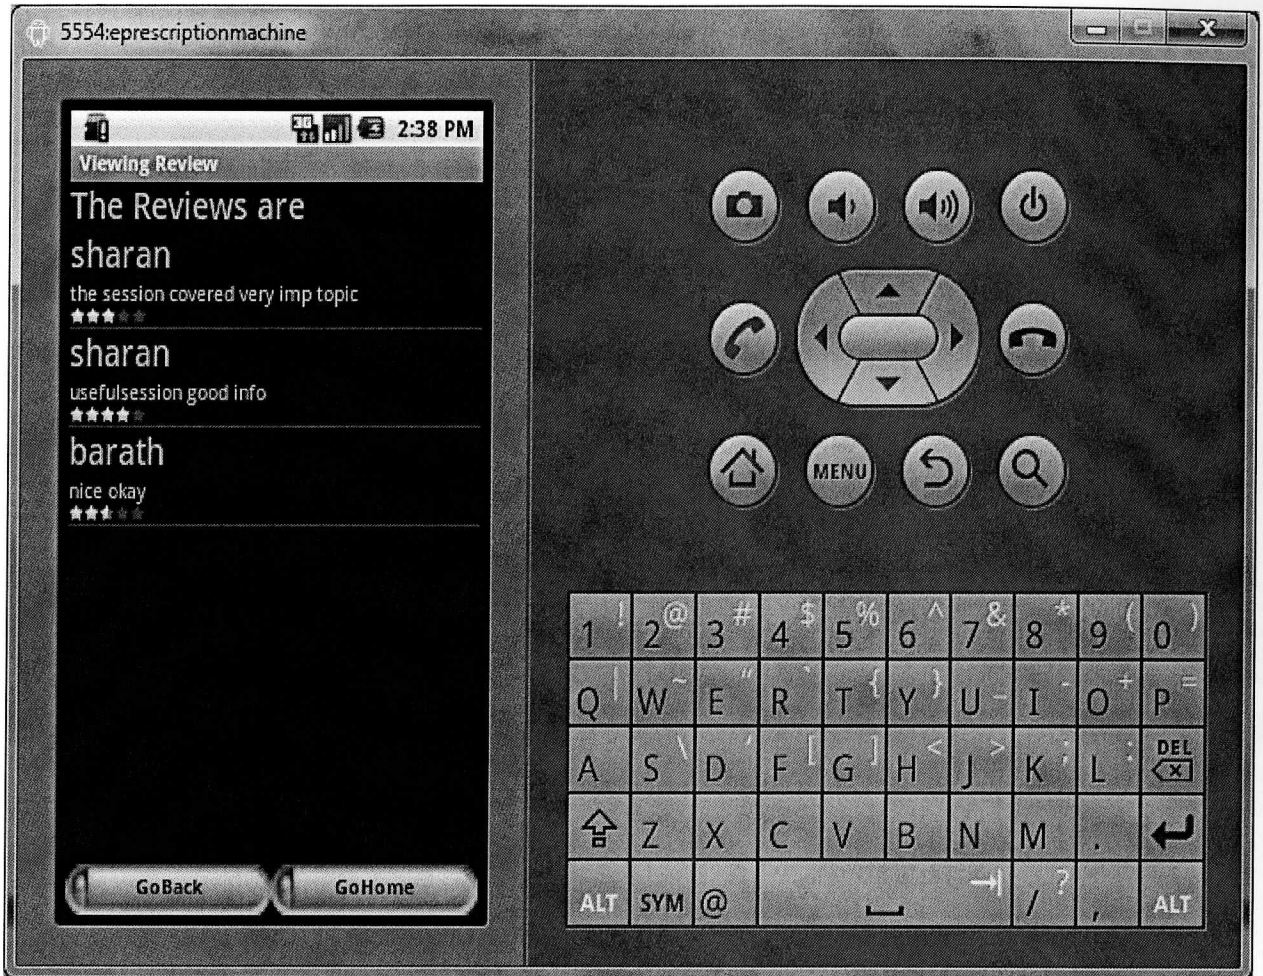 5554:eprescriptionmachine
3G 2:38 PM
Viewing Review
The Reviews are
sharan
the session covered very imp topic
sharan
usefulsession good info
barath
nice okay
GoBack GoHome
MENU
1 ! 2 @ 3 # 4 $ 5 % 6 ^ 7 & 8 * 9 ( 0 )
Q | W ~ E " R ` T { Y } U _ I - O + P =
A S \ D ' F [ G ] H < J > K ; L : DEL
Z X C V B N M .
ALT SYM @ / ? , ALT